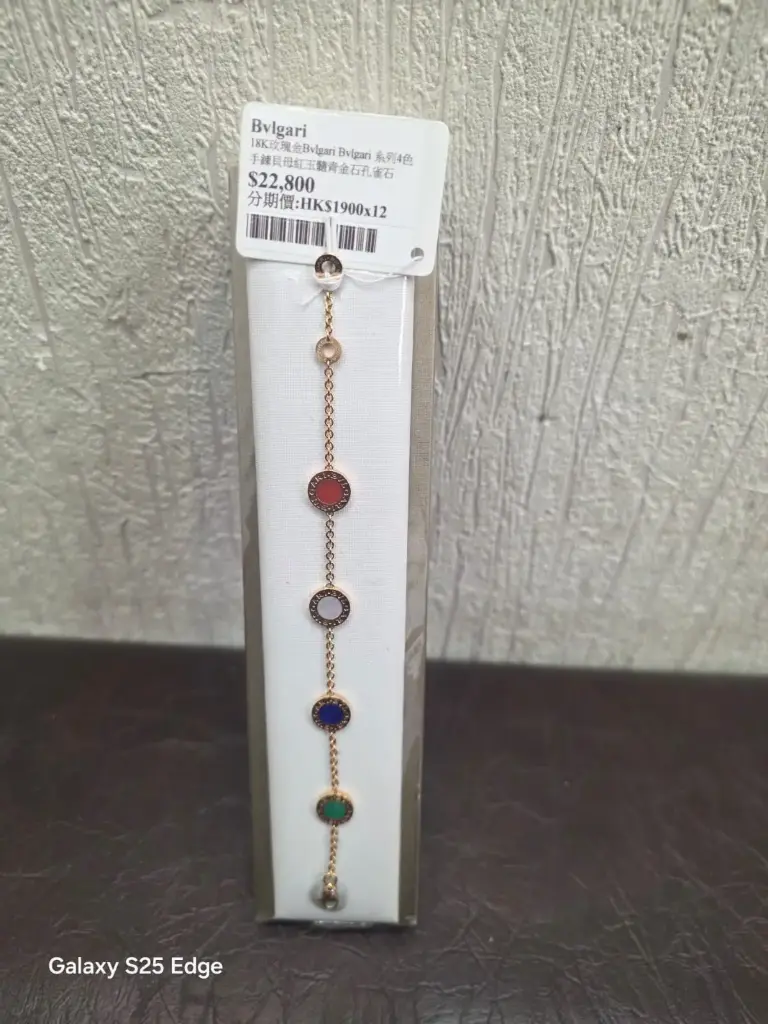 Bvlgari
18K玫瑰金Bvlgari Bvlgari 系列4色
手鏈貝母紅玉髓青金石孔雀石
$22,800
分期價:HK$1900x12
Galaxy S25 Edge